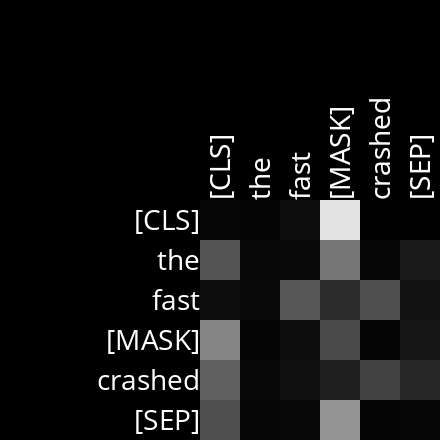 [CLS] the fast [MASK] crashed [SEP]
[CLS]
the
fast
[MASK]
crashed
[SEP]